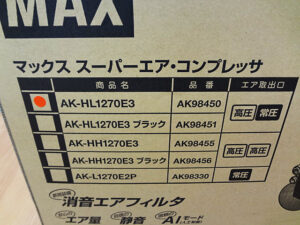 MAX
マックス スーパーエア・コンプレッサ
商品名 品番 エア取出口
AK-HL1270E3 AK98450 高圧 常圧
AK-HL1270E3 ブラック AK98451
AK-HH1270E3 AK98455 高圧 高圧
AK-HH1270E3 ブラック AK98456
AK-L1270E2P AK98330 常圧
消音エアフィルタ
エア量 静音 AIモード